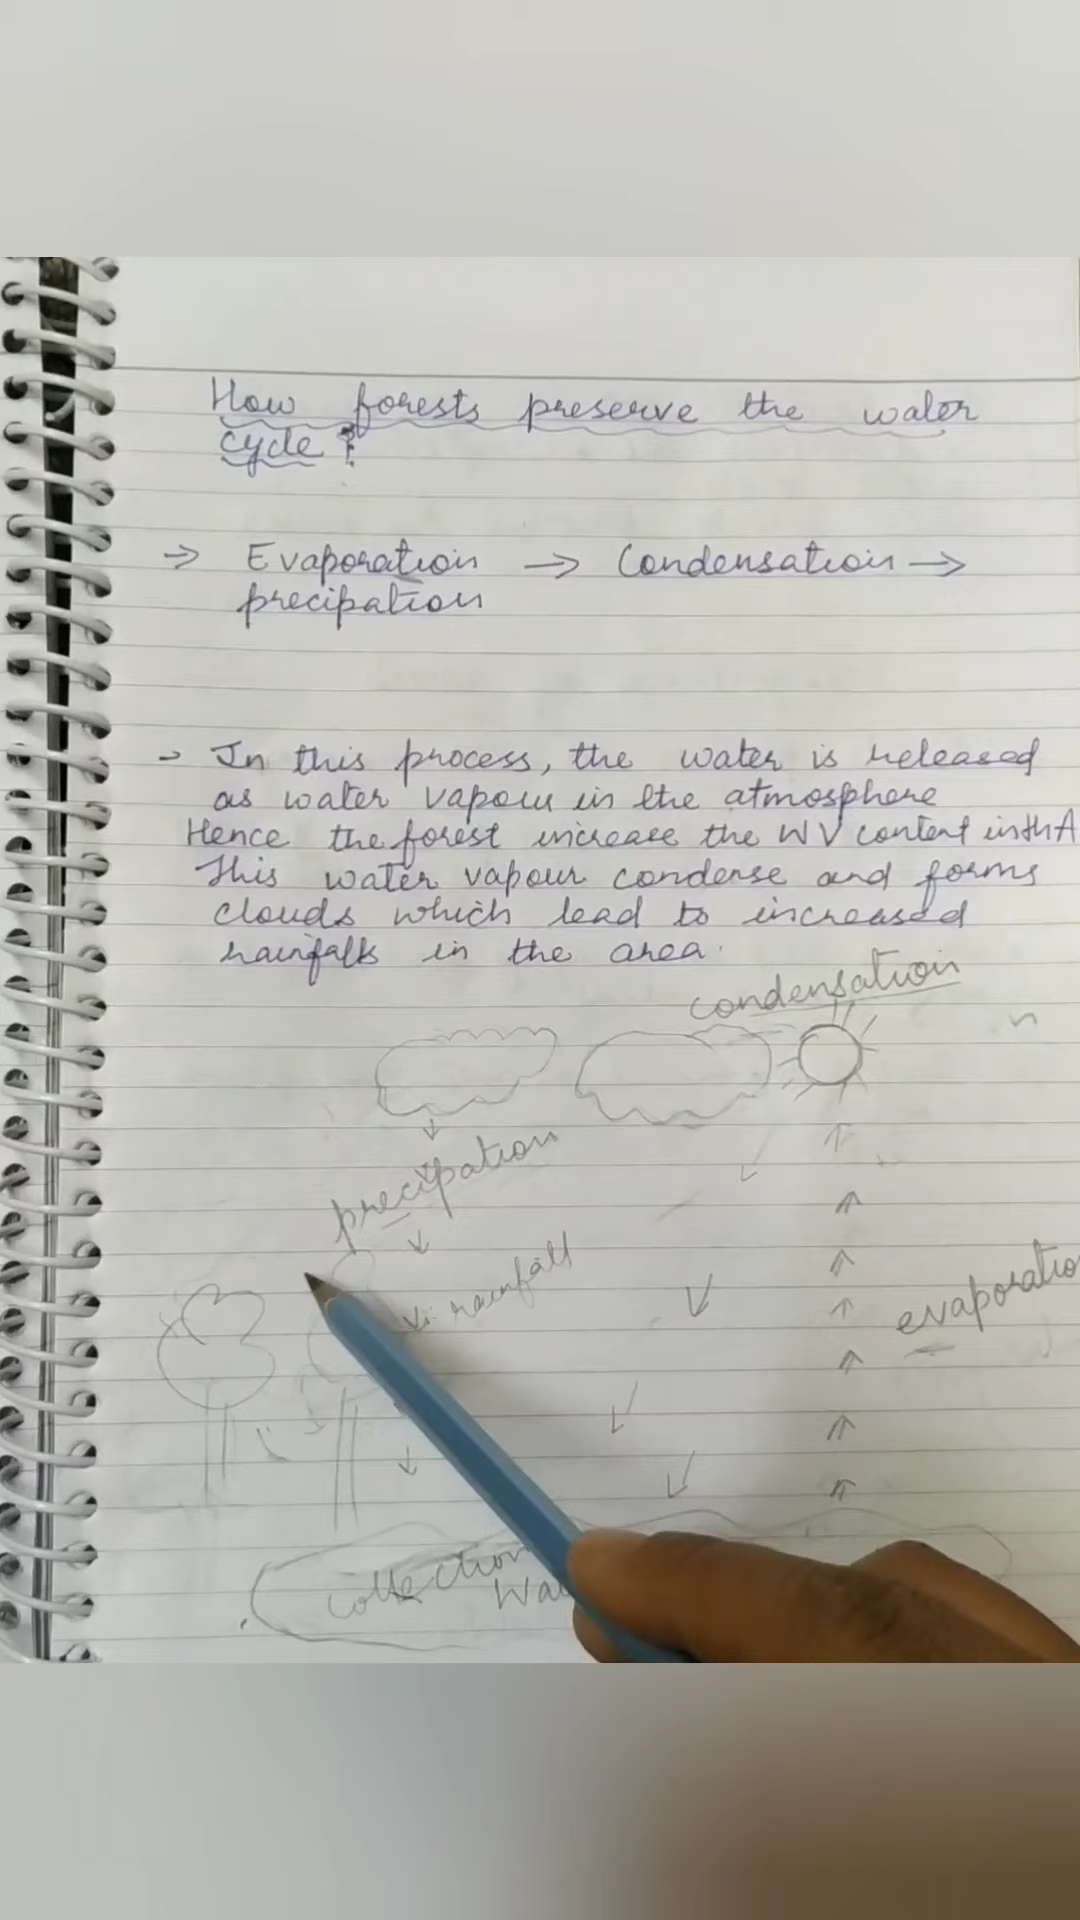 How forests preserve the water
cycle ?
→ Evaporation → Condensation →
precipation
→ In this process, the water is released
as water vapour in the atmosphere
Hence the forest increase the WV content in th A
This water vapour condense and forms
clouds which lead to increased
rainfalls in the area.
condensation
precipation
rainfall
evaporatio
collection
Wa